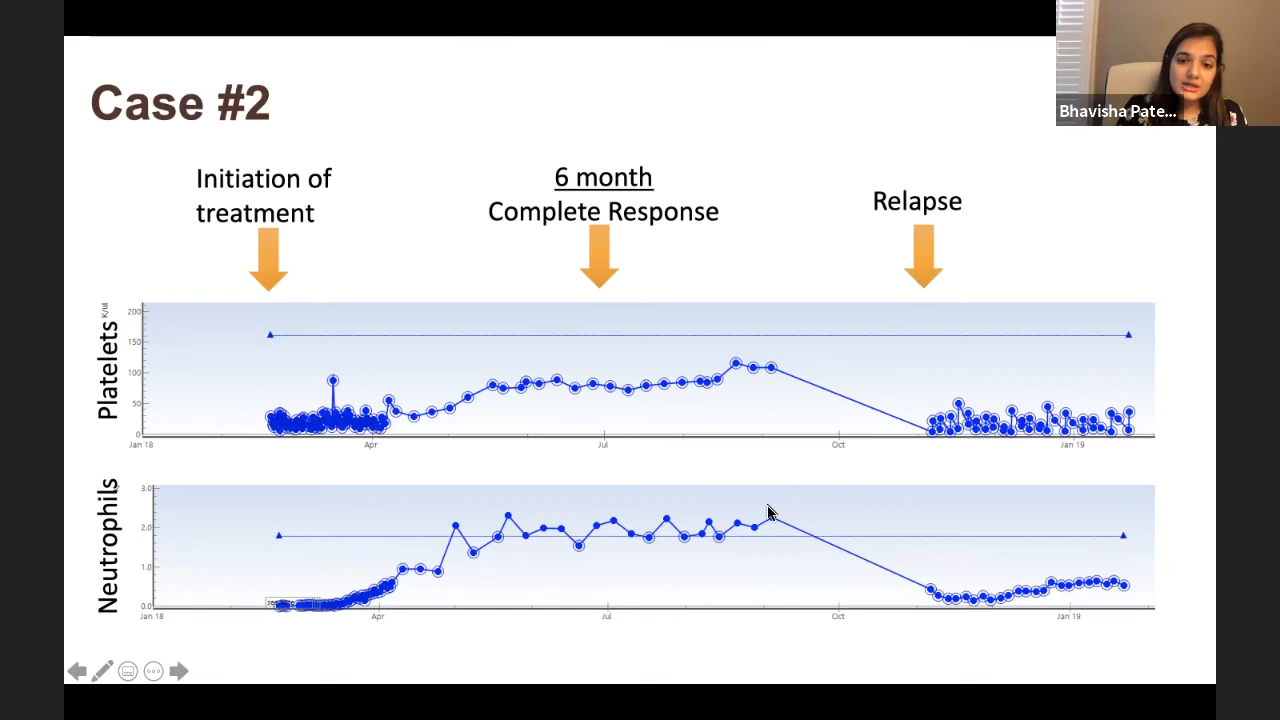 Bhavisha Pate...
Case #2
Initiation of
treatment
6 month
Complete Response
Relapse
Platelets
K/ul
200
150
100
50
0
Jan 18
Apr
Jul
Oct
Jan 19
Neutrophils
3.0
2.0
1.0
0.0
Jan 18
Apr
Jul
Oct
Jan 19